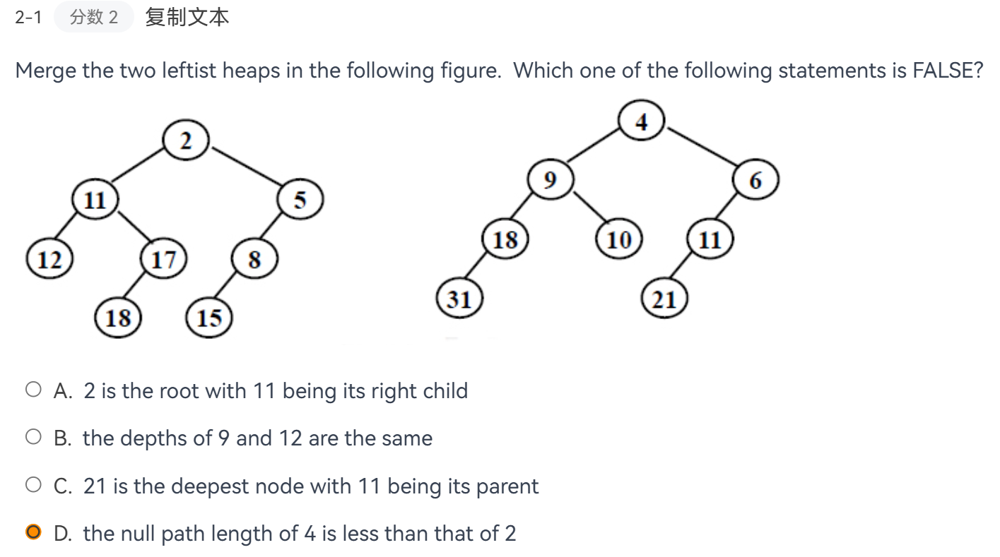 2-1 分数 2 复制文本
Merge the two leftist heaps in the following figure. Which one of the following statements is FALSE?
2
4
11
5
9
6
12
17
8
18
10
11
18
15
31
21
A. 2 is the root with 11 being its right child
B. the depths of 9 and 12 are the same
C. 21 is the deepest node with 11 being its parent
D. the null path length of 4 is less than that of 2